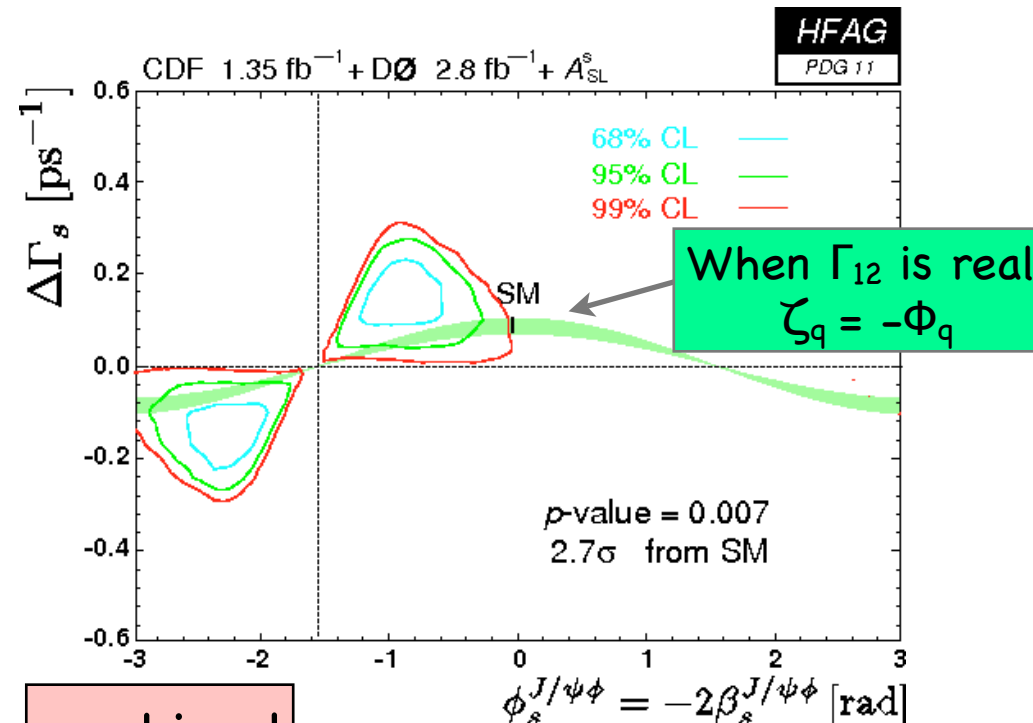 HFAG
PDG 11
CDF 1.35 fb⁻¹ + DØ 2.8 fb⁻¹ + A^s_SL
ΔΓ_s [ps⁻¹]
0.6
68% CL
95% CL
0.4
99% CL
When Γ₁₂ is real
ζ_q = -Φ_q
0.2
SM
0.0
-0.2
p-value = 0.007
-0.4
2.7σ from SM
-0.6
-3 -2 -1 0 1 2 3
φ_s^{J/ψφ} = −2β_s^{J/ψφ} [rad]